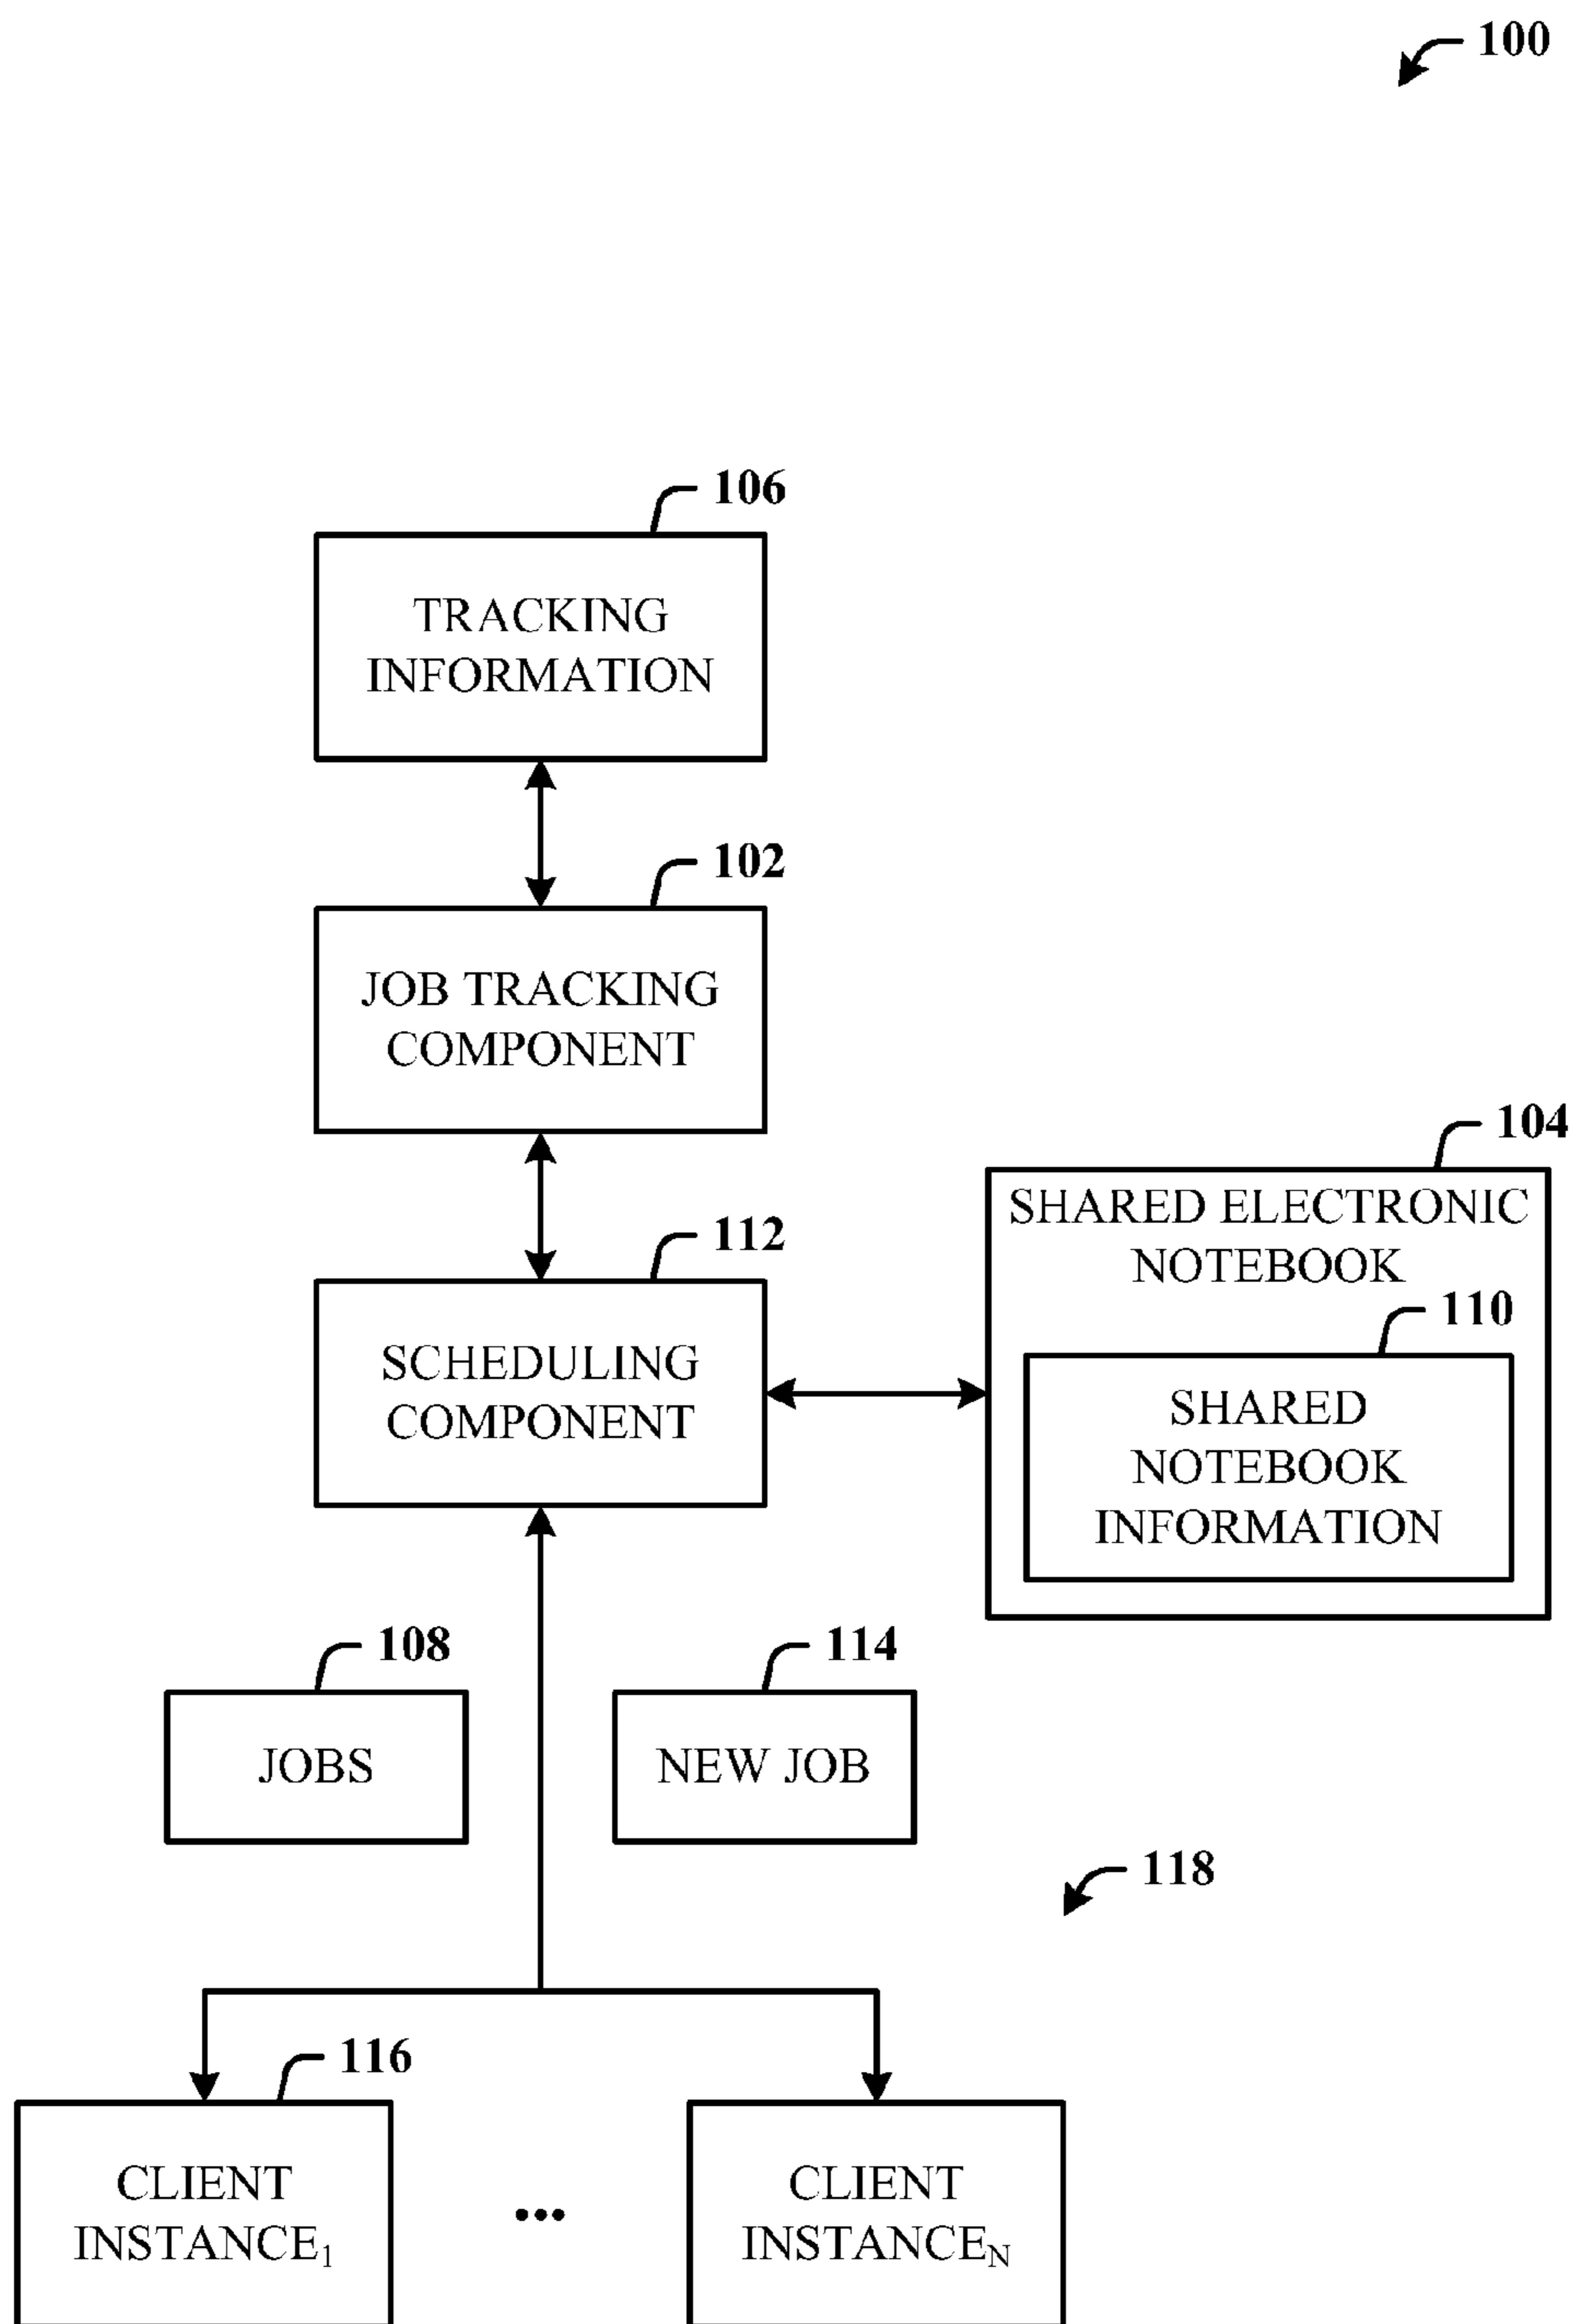 100
106
TRACKING
INFORMATION
102
JOB TRACKING
COMPONENT
104
SHARED ELECTRONIC
NOTEBOOK
112
110
SCHEDULING
COMPONENT
SHARED
NOTEBOOK
INFORMATION
108
114
JOBS
NEW JOB
118
116
CLIENT
INSTANCE1
...
CLIENT
INSTANCEN